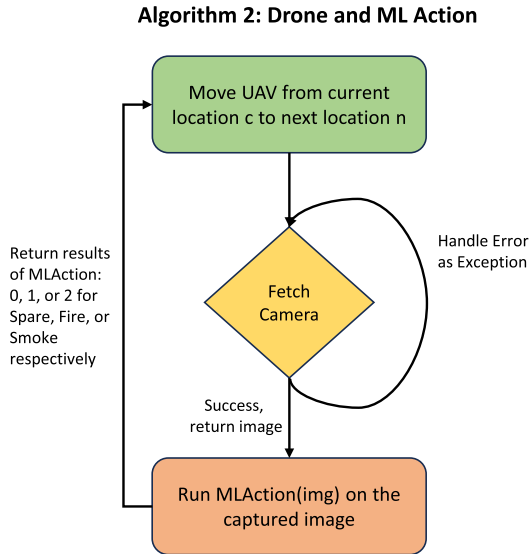 Algorithm 2: Drone and ML Action
Move UAV from current
location c to next location n
Handle Error
as Exception
Return results
of MLAction:
0, 1, or 2 for
Spare, Fire, or
Smoke
respectively
Fetch
Camera
Success,
return image
Run MLAction(img) on the
captured image